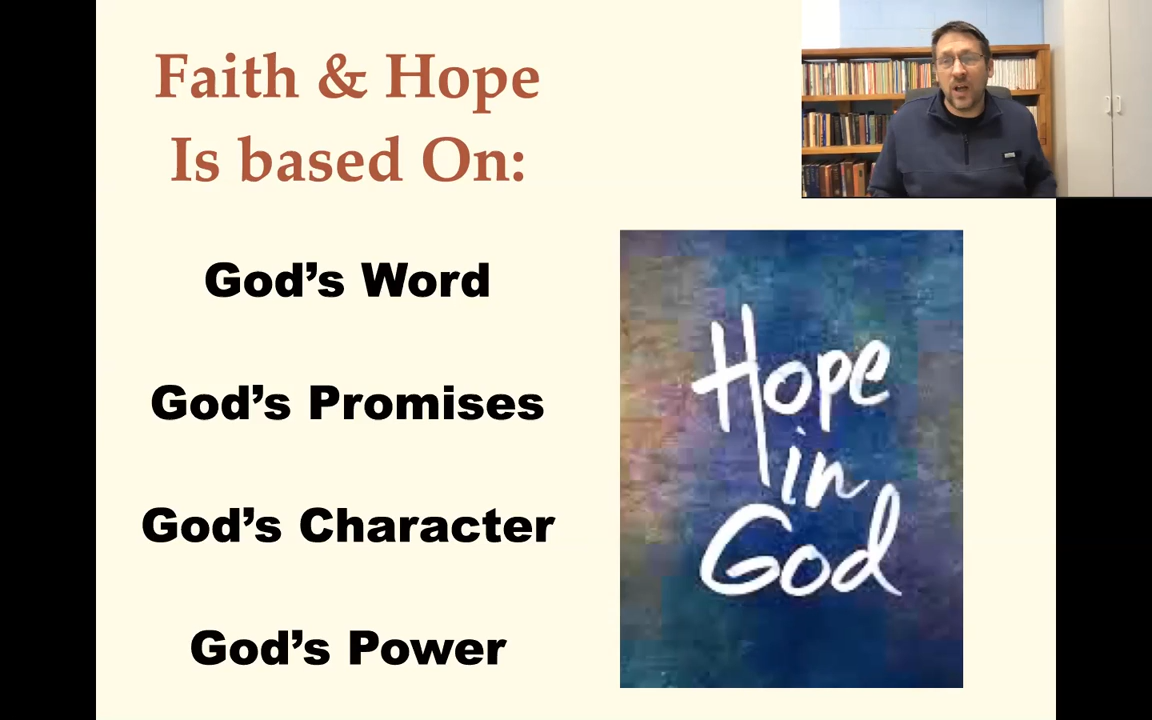 Faith & Hope
Is based On:
God’s Word
God’s Promises
God’s Character
God’s Power
Hope
in
God